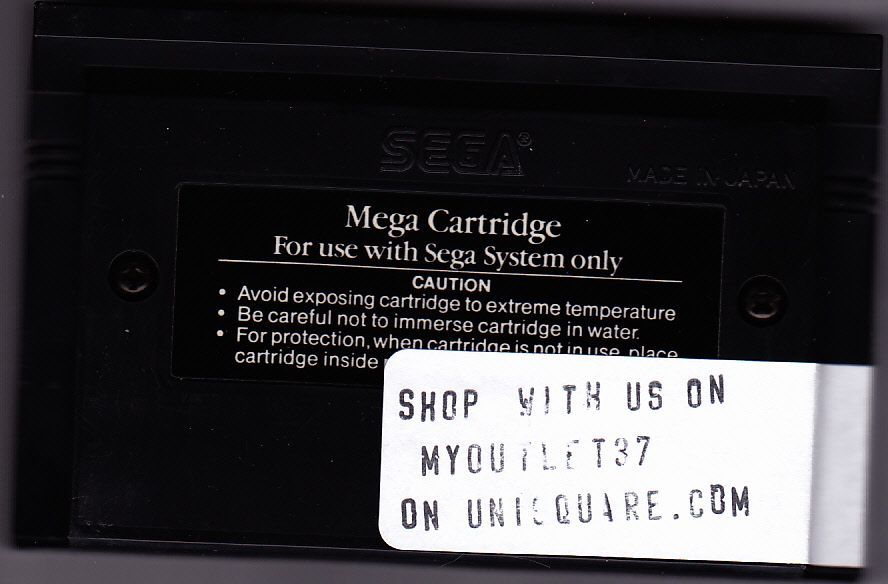 SEGA®
MADE IN JAPAN
Mega Cartridge
For use with Sega System only
CAUTION
• Avoid exposing cartridge to extreme temperature
• Be careful not to immerse cartridge in water.
• For protection, when cartridge is not in use, place
cartridge inside
SHOP WITH US ON
MYOUTLET37
ON UNISQUARE.COM